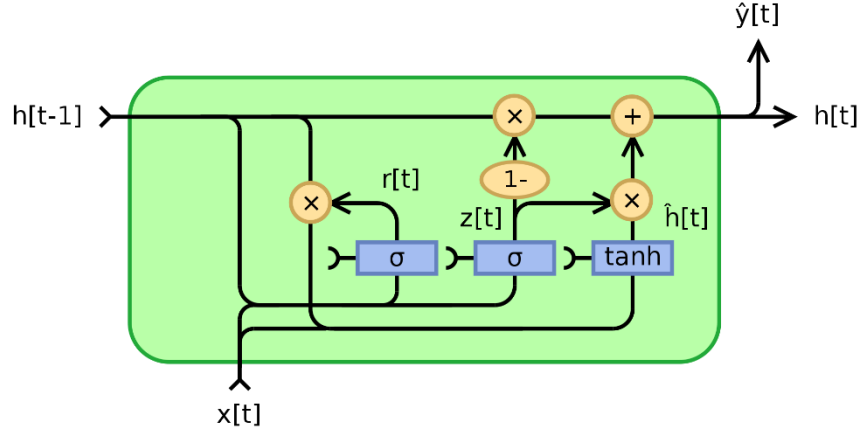 ŷ[t]
h[t-1]
×
+
h[t]
r[t]
1-
×
z[t]
×
ĥ[t]
σ
σ
tanh
x[t]